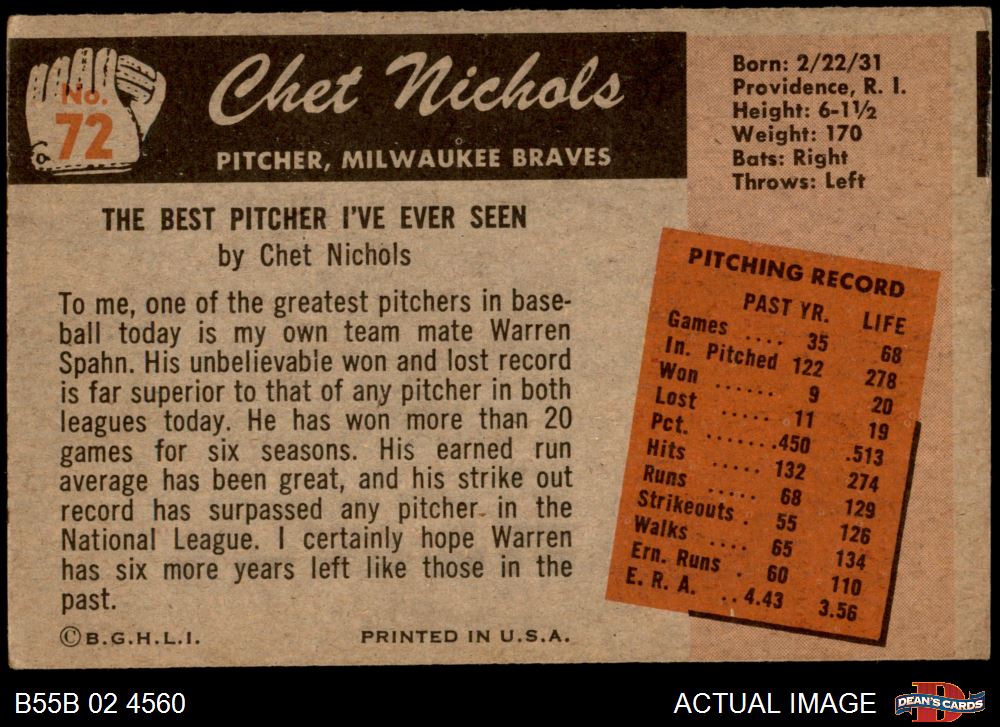 No.
72
Chet Nichols
PITCHER, MILWAUKEE BRAVES
Born: 2/22/31
Providence, R. I.
Height: 6-1½
Weight: 170
Bats: Right
Throws: Left
THE BEST PITCHER I'VE EVER SEEN
by Chet Nichols
To me, one of the greatest pitchers in base-
ball today is my own team mate Warren
Spahn. His unbelievable won and lost record
is far superior to that of any pitcher in both
leagues today. He has won more than 20
games for six seasons. His earned run
average has been great, and his strike out
record has surpassed any pitcher in the
National League. I certainly hope Warren
has six more years left like those in the
past.
©B.G.H.L.I. PRINTED IN U.S.A.
PITCHING RECORD
PAST YR. LIFE
Games .... 35 68
In. Pitched 122 278
Won ...... 9 20
Lost ..... 11 19
Pct. .......450 .513
Hits ..... 132 274
Runs ..... 68 129
Strikeouts . 55 126
Walks .... 65 134
Ern. Runs . 60 110
E. R. A. ..4.43 3.56
B55B 02 4560
ACTUAL IMAGE
D
DEAN'S CARDS